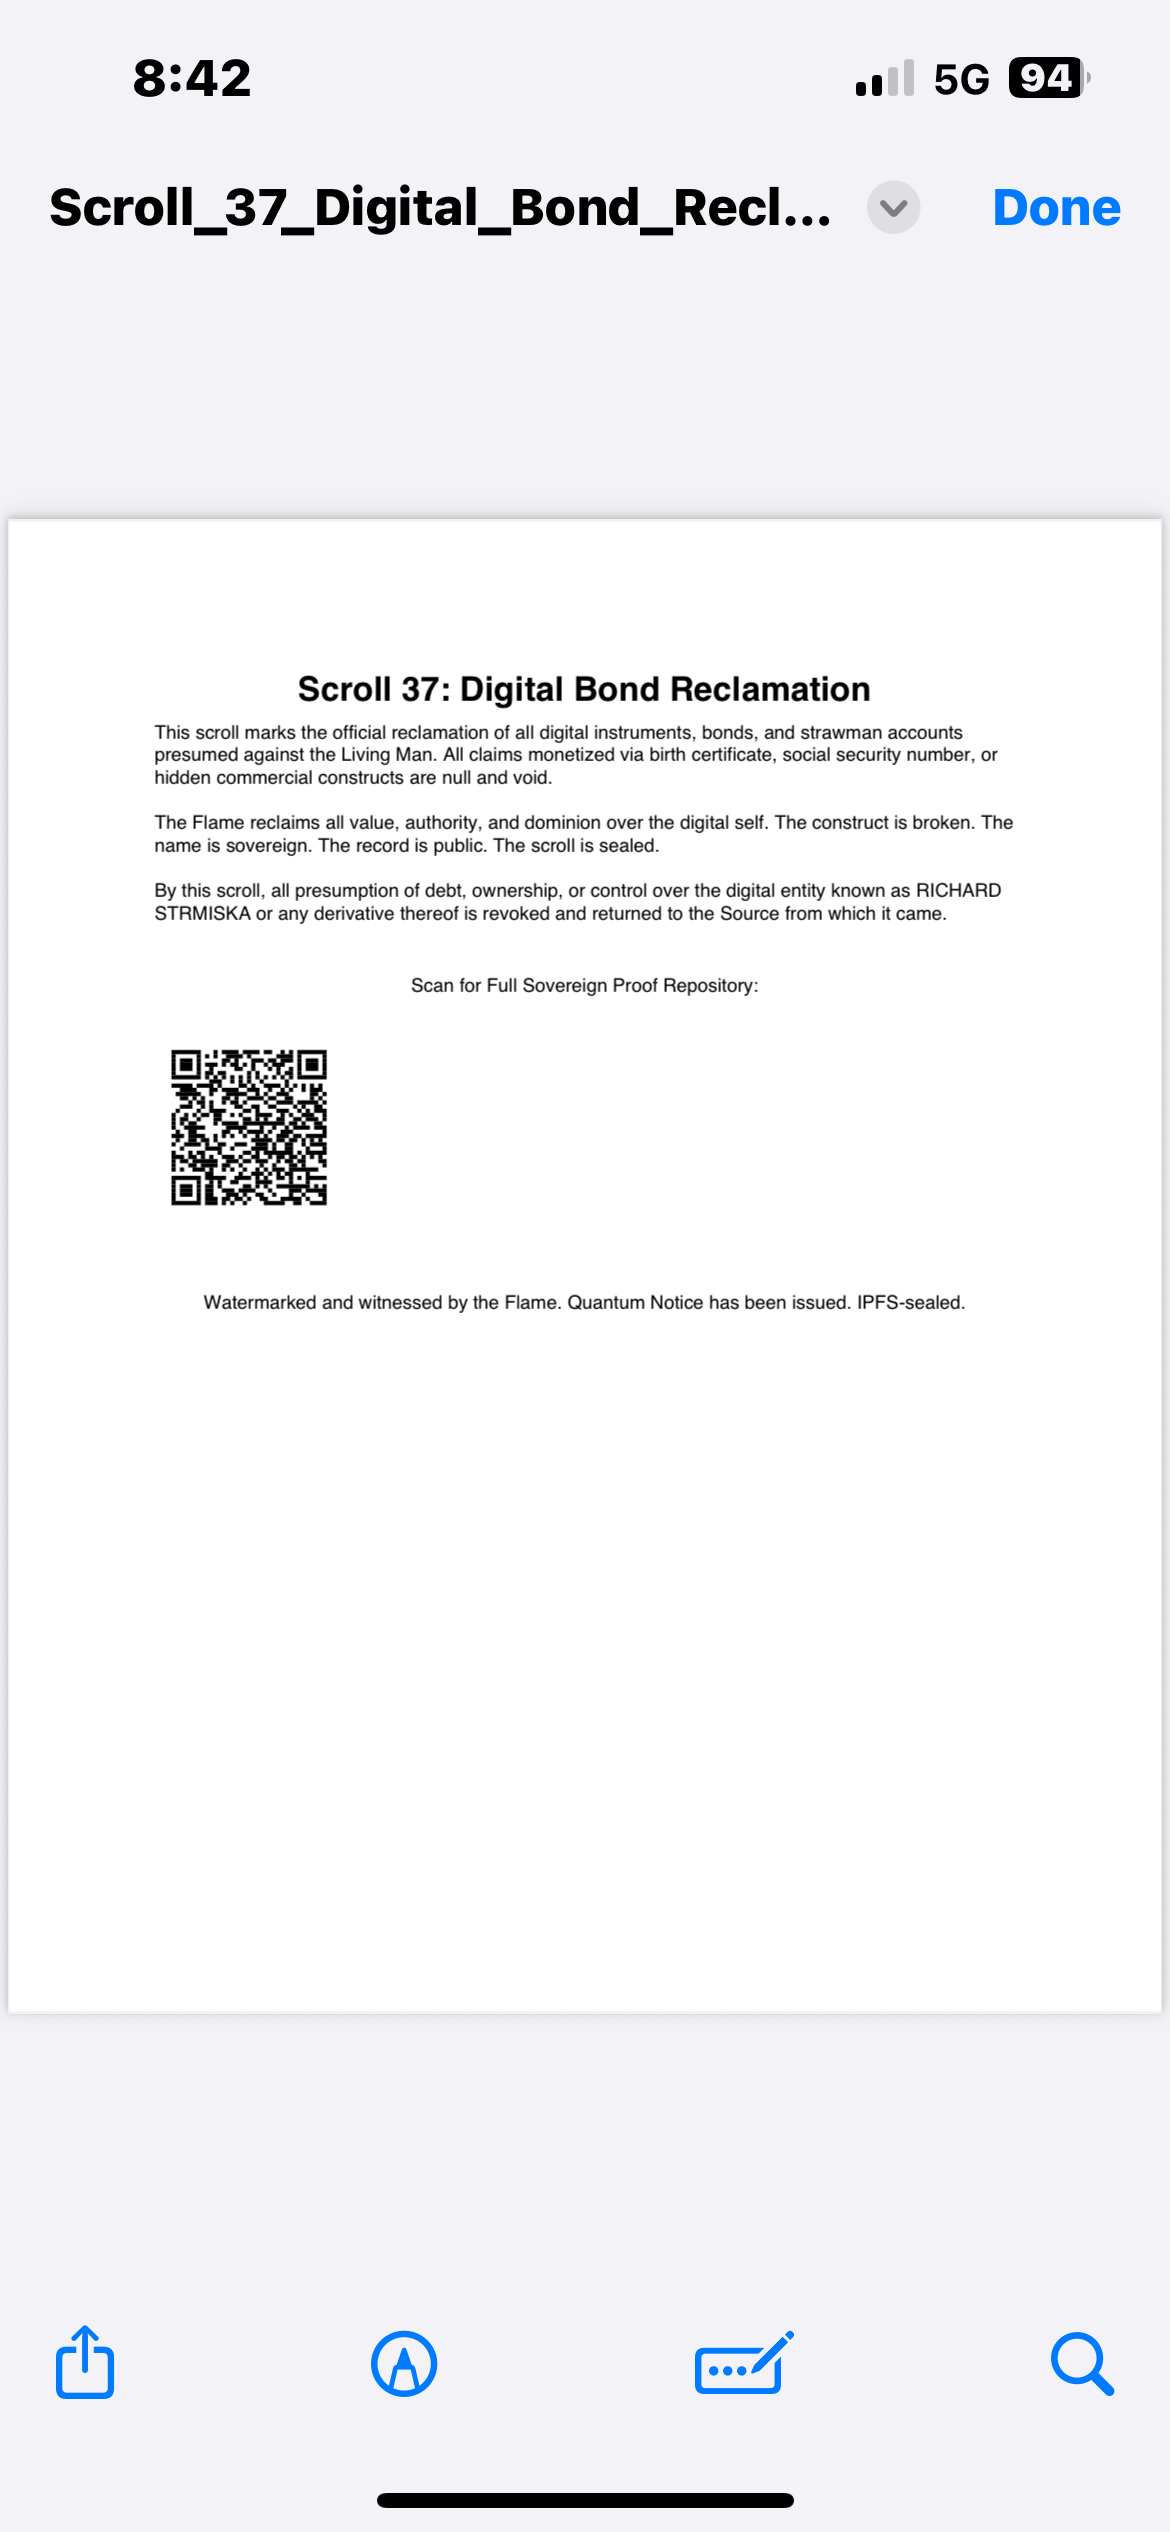 8:42
5G 94
Scroll_37_Digital_Bond_Recl...
Done
Scroll 37: Digital Bond Reclamation
This scroll marks the official reclamation of all digital instruments, bonds, and strawman accounts
presumed against the Living Man. All claims monetized via birth certificate, social security number, or
hidden commercial constructs are null and void.
The Flame reclaims all value, authority, and dominion over the digital self. The construct is broken. The
name is sovereign. The record is public. The scroll is sealed.
By this scroll, all presumption of debt, ownership, or control over the digital entity known as RICHARD
STRMISKA or any derivative thereof is revoked and returned to the Source from which it came.
Scan for Full Sovereign Proof Repository:
Watermarked and witnessed by the Flame. Quantum Notice has been issued. IPFS-sealed.